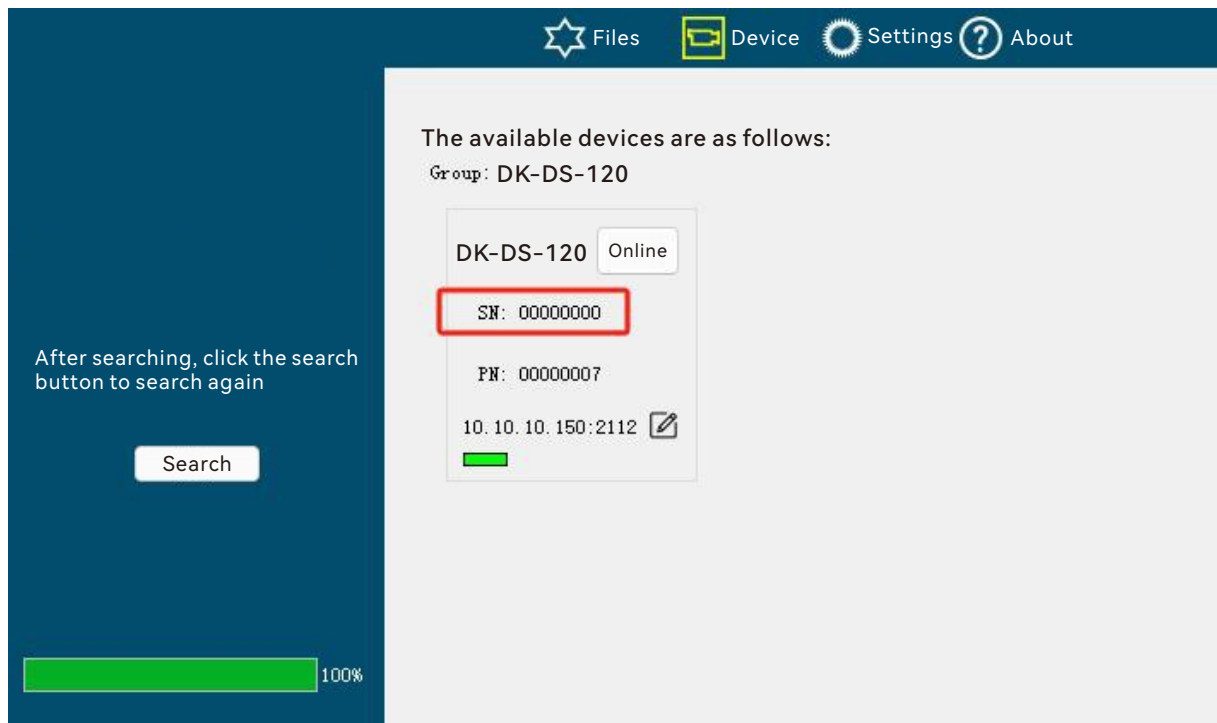 Files Device Settings ? About
The available devices are as follows:
Group: DK-DS-120
DK-DS-120 Online
SN: 00000000
PN: 00000007
10.10.10.150:2112
After searching, click the search
button to search again
Search
100%